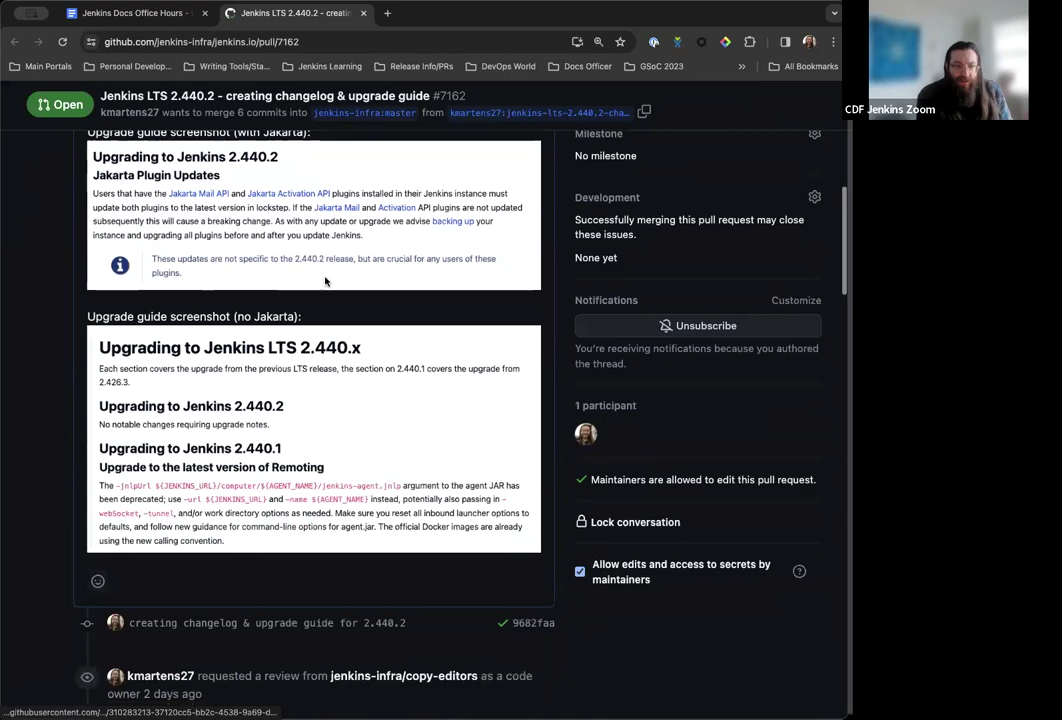 Jenkins Docs Office Hours -
Jenkins LTS 2.440.2 - creatin
github.com/jenkins-infra/jenkins.io/pull/7162
Main Portals
Personal Develop...
Writing Tools/Sta...
Jenkins Learning
Release Info/PRs
DevOps World
Docs Officer
GSoC 2023
»
All Bookmarks
CDF Jenkins Zoom
Open
Jenkins LTS 2.440.2 - creating changelog & upgrade guide #7162
kmartens27 wants to merge 6 commits into jenkins-infra:master from kmartens27:jenkins-lts-2.440.2-cha...
Upgrade guide screenshot (with Jakarta):
Upgrading to Jenkins 2.440.2
Jakarta Plugin Updates
Users that have the Jakarta Mail API and Jakarta Activation API plugins installed in their Jenkins instance must
update both plugins to the latest version in lockstep. If the Jakarta Mail and Activation API plugins are not updated
subsequently this will cause a breaking change. As with any update or upgrade we advise backing up your
instance and upgrading all plugins before and after you update Jenkins.
These updates are not specific to the 2.440.2 release, but are crucial for any users of these
plugins.
Upgrade guide screenshot (no Jakarta):
Upgrading to Jenkins LTS 2.440.x
Each section covers the upgrade from the previous LTS release, the section on 2.440.1 covers the upgrade from
2.426.3.
Upgrading to Jenkins 2.440.2
No notable changes requiring upgrade notes.
Upgrading to Jenkins 2.440.1
Upgrade to the latest version of Remoting
The -jnlpUrl ${JENKINS_URL}/computer/${AGENT_NAME}/jenkins-agent.jnlp argument to the agent JAR has
been deprecated; use -url ${JENKINS_URL} and -name ${AGENT_NAME} instead, potentially also passing in -
webSocket, -tunnel, and/or work directory options as needed. Make sure you reset all inbound launcher options to
defaults, and follow new guidance for command-line options for agent.jar. The official Docker images are already
using the new calling convention.
creating changelog & upgrade guide for 2.440.2
9682faa
kmartens27 requested a review from jenkins-infra/copy-editors as a code
owner 2 days ago
Milestone
No milestone
Development
Successfully merging this pull request may close
these issues.
None yet
Notifications
Customize
Unsubscribe
You're receiving notifications because you authored
the thread.
1 participant
Maintainers are allowed to edit this pull request.
Lock conversation
Allow edits and access to secrets by
maintainers
...githubusercontent.com/.../310283213-37120cc5-bb2c-4538-9a69-d...